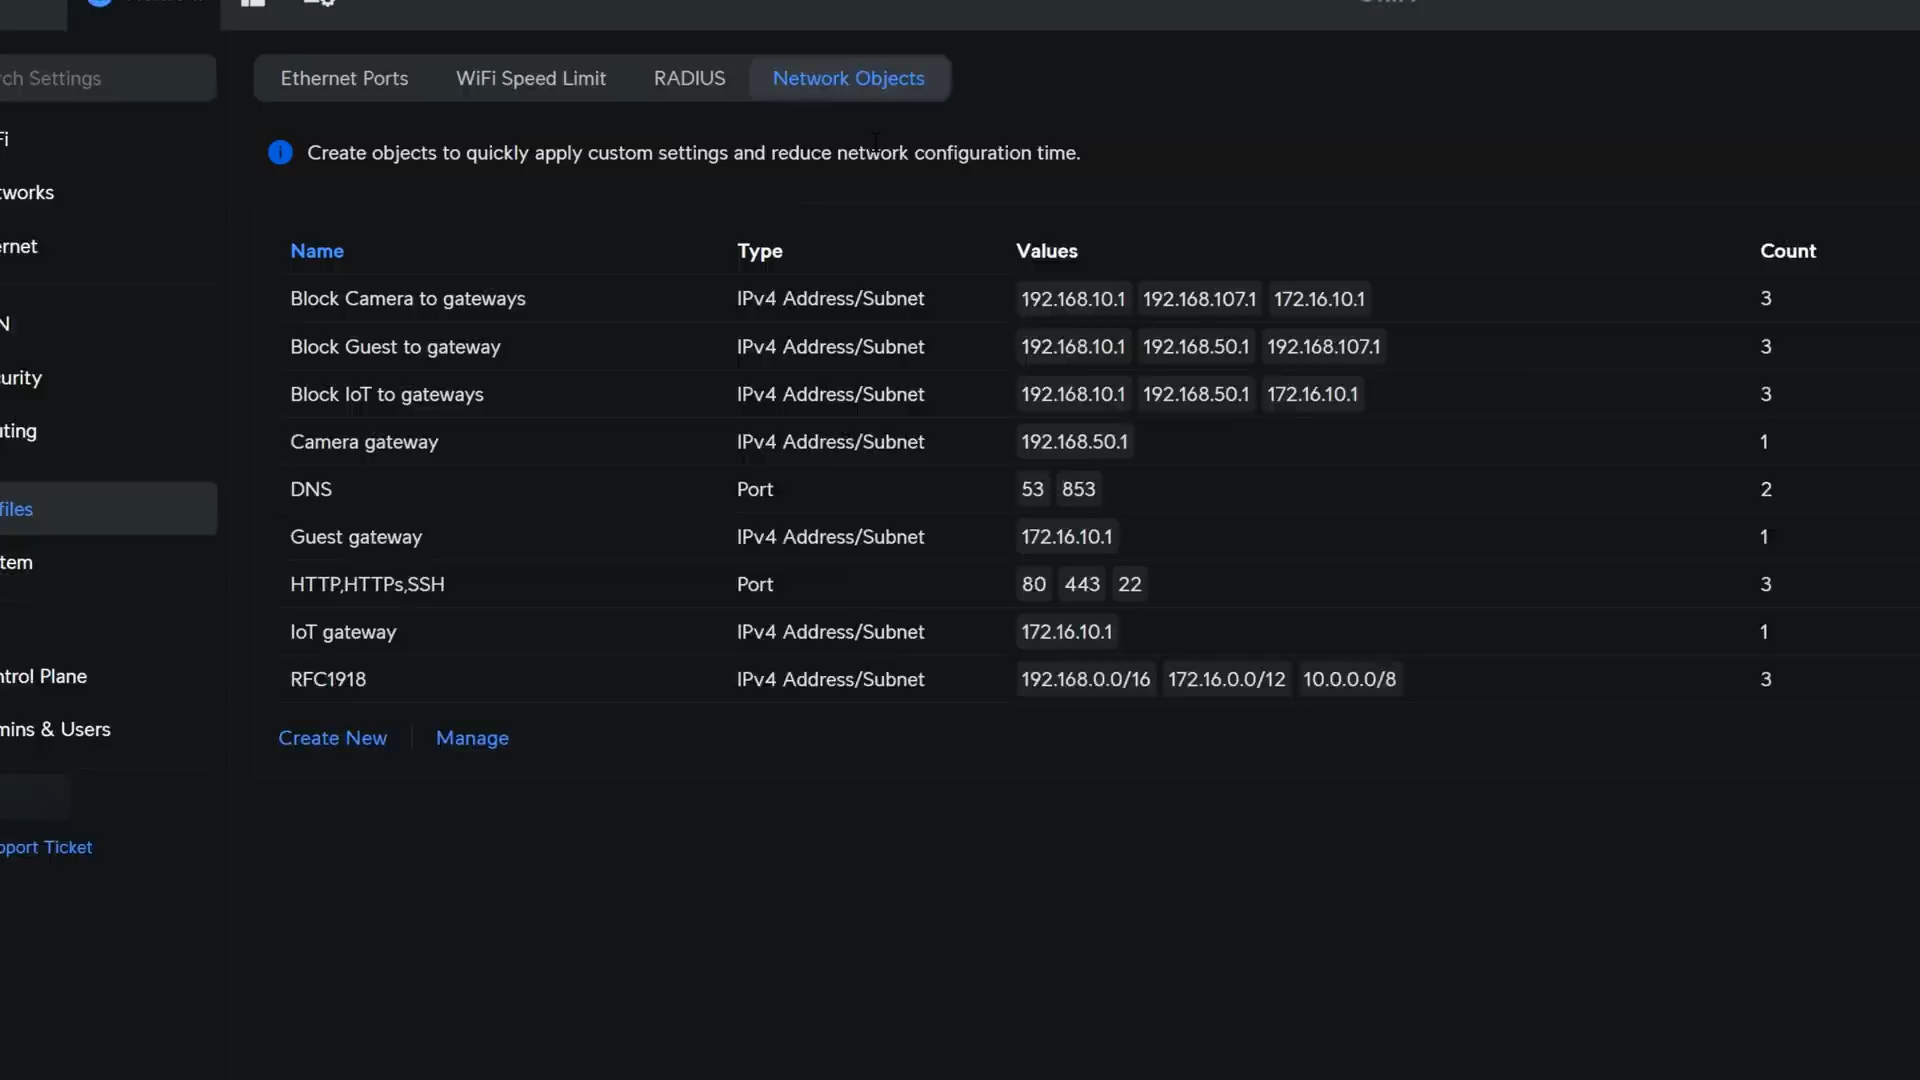 ch Settings
Ethernet Ports WiFi Speed Limit RADIUS Network Objects
Fi
Create objects to quickly apply custom settings and reduce network configuration time.
tworks
ernet
Name Type Values Count
Block Camera to gateways IPv4 Address/Subnet 192.168.10.1 192.168.107.1 172.16.10.1 3
N
Block Guest to gateway IPv4 Address/Subnet 192.168.10.1 192.168.50.1 192.168.107.1 3
urity
Block IoT to gateways IPv4 Address/Subnet 192.168.10.1 192.168.50.1 172.16.10.1 3
uting
Camera gateway IPv4 Address/Subnet 192.168.50.1 1
DNS Port 53 853 2
files
Guest gateway IPv4 Address/Subnet 172.16.10.1 1
tem
HTTP,HTTPs,SSH Port 80 443 22 3
IoT gateway IPv4 Address/Subnet 172.16.10.1 1
ntrol Plane
RFC1918 IPv4 Address/Subnet 192.168.0.0/16 172.16.0.0/12 10.0.0.0/8 3
mins & Users
Create New Manage
pport Ticket